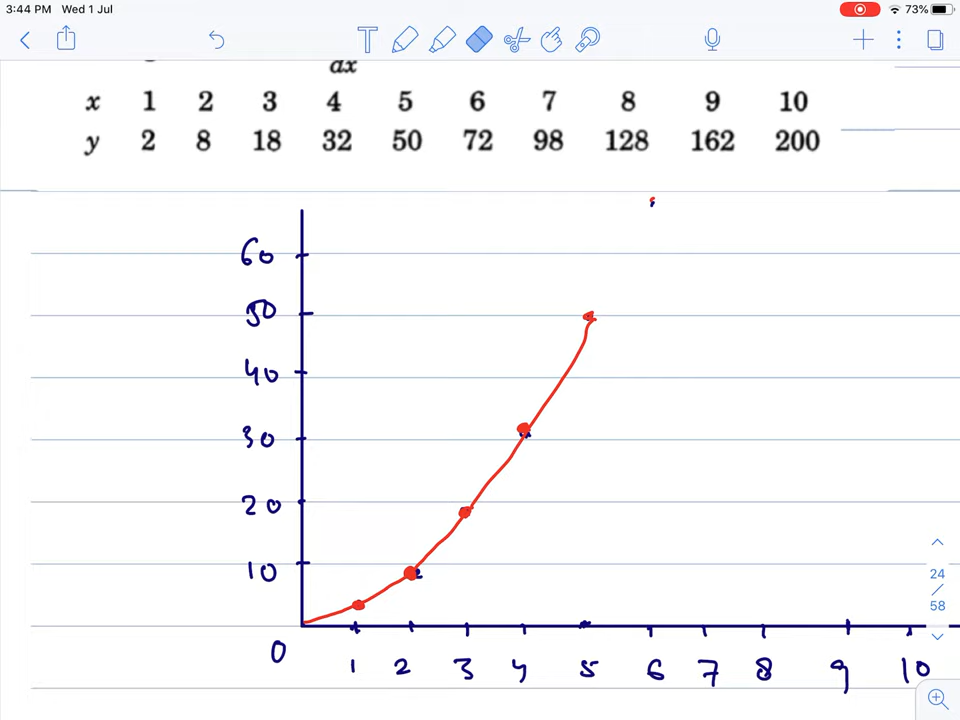 3:44 PM Wed 1 Jul 73%
T
ax
x 1 2 3 4 5 6 7 8 9 10
y 2 8 18 32 50 72 98 128 162 200
60
50
40
30
20
10
0
1 2 3 4 5 6 7 8 9 10
24
/
58